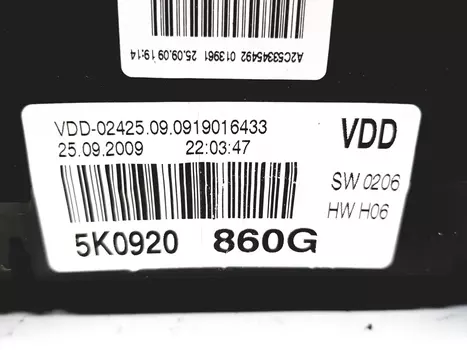 A2C53345492 013961
25.09.09 19:14
VDD-02425.09.0919016433
25.09.2009 22:03:47
VDD
SW 0206
HW H06
5K0920 860G